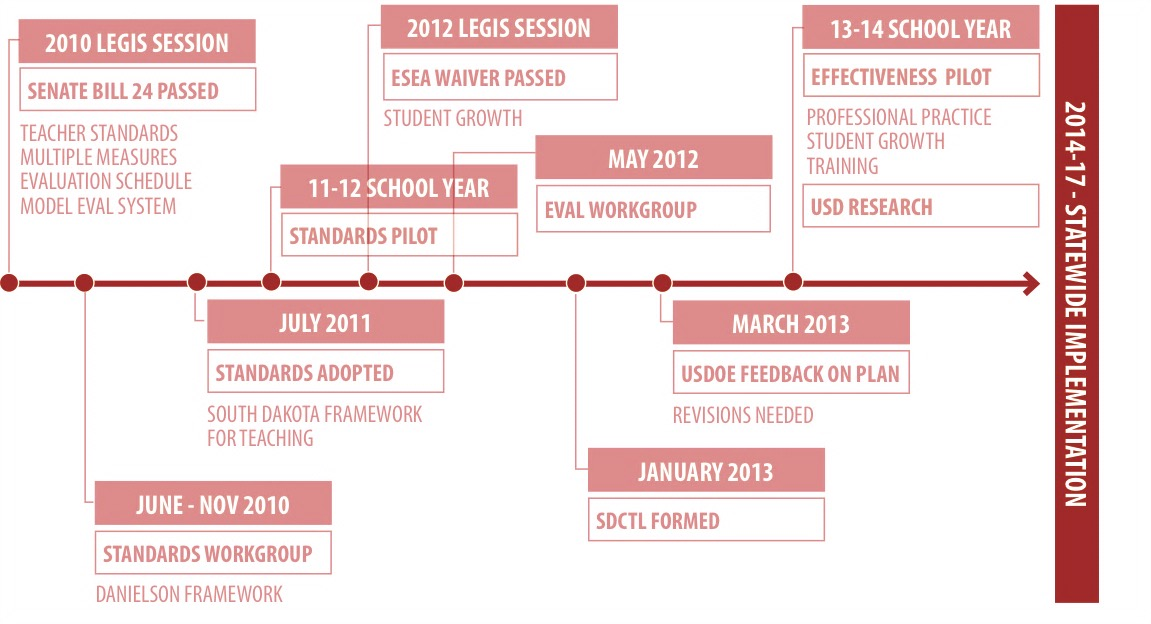 2010 LEGIS SESSION
SENATE BILL 24 PASSED
TEACHER STANDARDS
MULTIPLE MEASURES
EVALUATION SCHEDULE
MODEL EVAL SYSTEM
JUNE - NOV 2010
STANDARDS WORKGROUP
DANIELSON FRAMEWORK
JULY 2011
STANDARDS ADOPTED
SOUTH DAKOTA FRAMEWORK
FOR TEACHING
11-12 SCHOOL YEAR
STANDARDS PILOT
2012 LEGIS SESSION
ESEA WAIVER PASSED
STUDENT GROWTH
MAY 2012
EVAL WORKGROUP
JANUARY 2013
SDCTL FORMED
MARCH 2013
USDOE FEEDBACK ON PLAN
REVISIONS NEEDED
13-14 SCHOOL YEAR
EFFECTIVENESS PILOT
PROFESSIONAL PRACTICE
STUDENT GROWTH
TRAINING
USD RESEARCH
2014-17 - STATEWIDE IMPLEMENTATION